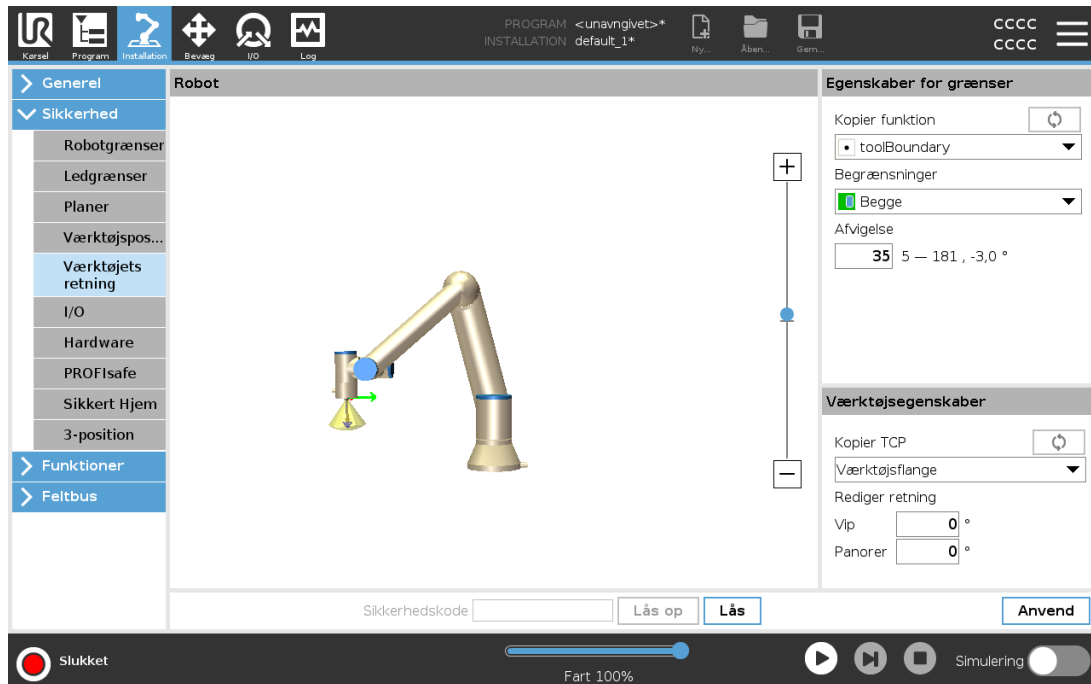 PROGRAM <unavngivet>*
INSTALLATION default_1*
CCCC
CCCC
Kørsel
Program
Installation
Bevæg
I/O
Log
Ny...
Åben...
Gem...
Generel
Sikkerhed
Robotgrænser
Ledgrænser
Planer
Værktøjspos...
Værktøjets
retning
I/O
Hardware
PROFIsafe
Sikkert Hjem
3-position
Funktioner
Feltbus
Robot
Egenskaber for grænser
Kopier funktion
toolBoundary
Begrænsninger
Begge
Afvigelse
35 5 — 181 , -3,0 °
Værktøjsegenskaber
Kopier TCP
Værktøjsflange
Rediger retning
Vip 0 °
Panorer 0 °
Sikkerhedskode
Lås op
Lås
Anvend
Slukket
Fart 100%
Simulering